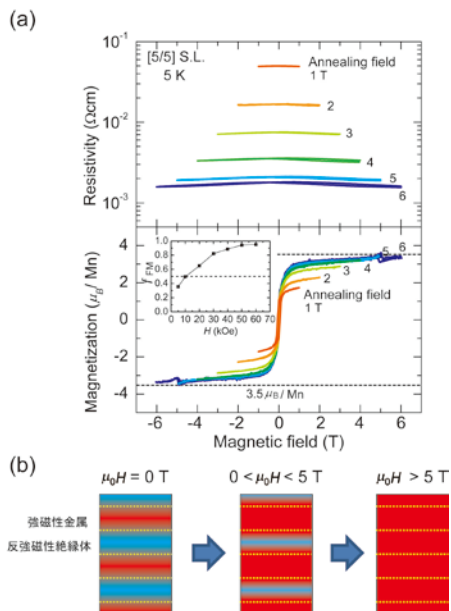 (a)
[5/5] S.L.
5 K
Annealing field
1 T
2
3
4
5
6
Resistivity (Ωcm)
10⁻¹
10⁻²
10⁻³
Magnetization (μB / Mn)
4
2
0
-2
-4
1.0
0.8
0.6
0.4
0.2
0.0
fFM
0 10 20 30 40 50 60 70
H (kOe)
5 6
4
3
2
Annealing field
1 T
3.5 μB / Mn
-6 -4 -2 0 2 4 6
Magnetic field (T)
(b)
μ₀H = 0 T
0 < μ₀H < 5 T
μ₀H > 5 T
強磁性金属
反強磁性絶縁体